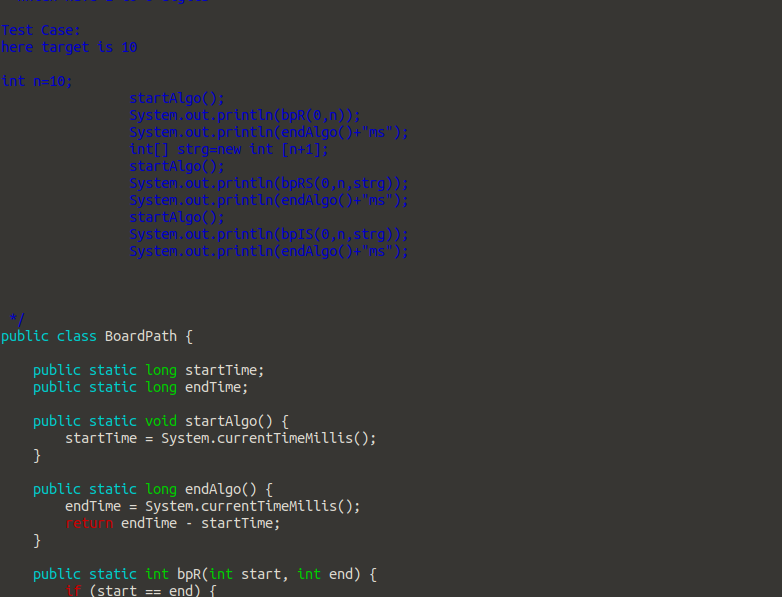 Test Case:
here target is 10
int n=10;
startAlgo();
System.out.println(bpR(0,n));
System.out.println(endAlgo()+"ms");
int[] strg=new int [n+1];
startAlgo();
System.out.println(bpRS(0,n,strg));
System.out.println(endAlgo()+"ms");
startAlgo();
System.out.println(bpIS(0,n,strg));
System.out.println(endAlgo()+"ms");
*/
public class BoardPath {
public static long startTime;
public static long endTime;
public static void startAlgo() {
startTime = System.currentTimeMillis();
}
public static long endAlgo() {
endTime = System.currentTimeMillis();
return endTime - startTime;
}
public static int bpR(int start, int end) {
if (start == end) {